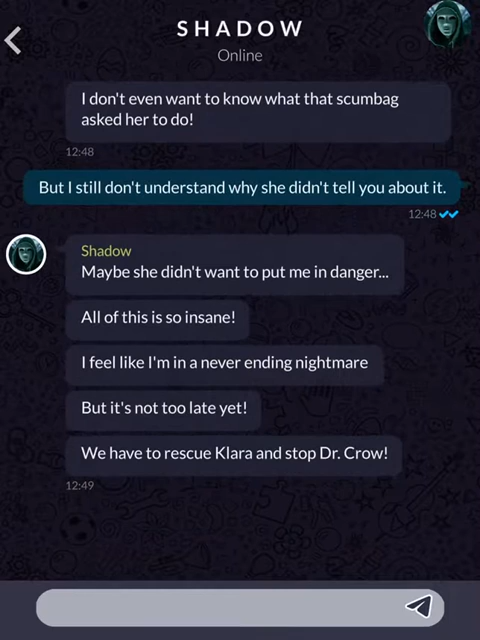 SHADOW
Online
I don't even want to know what that scumbag
asked her to do!
12:48
But I still don't understand why she didn't tell you about it.
12:48
Shadow
Maybe she didn't want to put me in danger...
All of this is so insane!
I feel like I'm in a never ending nightmare
But it's not too late yet!
We have to rescue Klara and stop Dr. Crow!
12:49